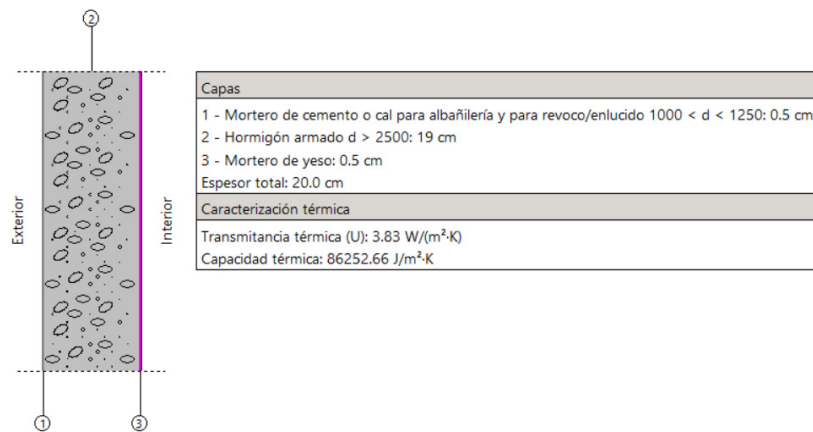 2
Capas
1 - Mortero de cemento o cal para albañilería y para revoco/enlucido 1000 < d < 1250: 0.5 cm
2 - Hormigón armado d > 2500: 19 cm
3 - Mortero de yeso: 0.5 cm
Espesor total: 20.0 cm
Caracterización térmica
Transmitancia térmica (U): 3.83 W/(m²·K)
Capacidad térmica: 86252.66 J/m²·K
Exterior
Interior
1
3